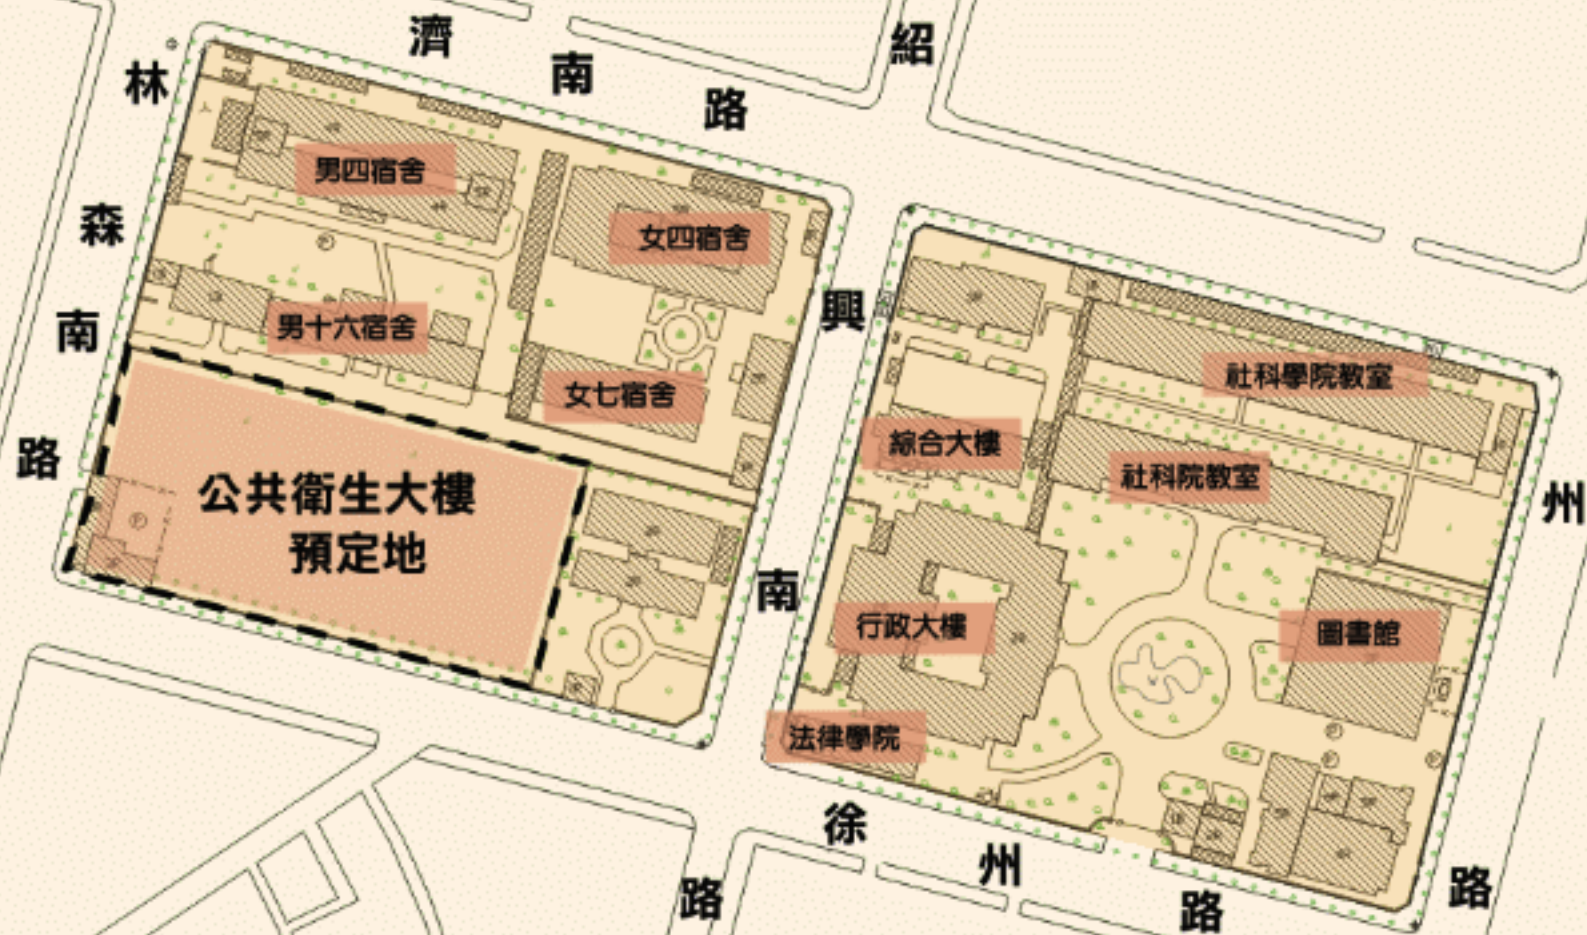 濟南路
紹興南路
林森南路
男四宿舍
女四宿舍
男十六宿舍
女七宿舍
公共衛生大樓
預定地
社科學院教室
綜合大樓
社科院教室
行政大樓
圖書館
法律學院
徐州路
州
路